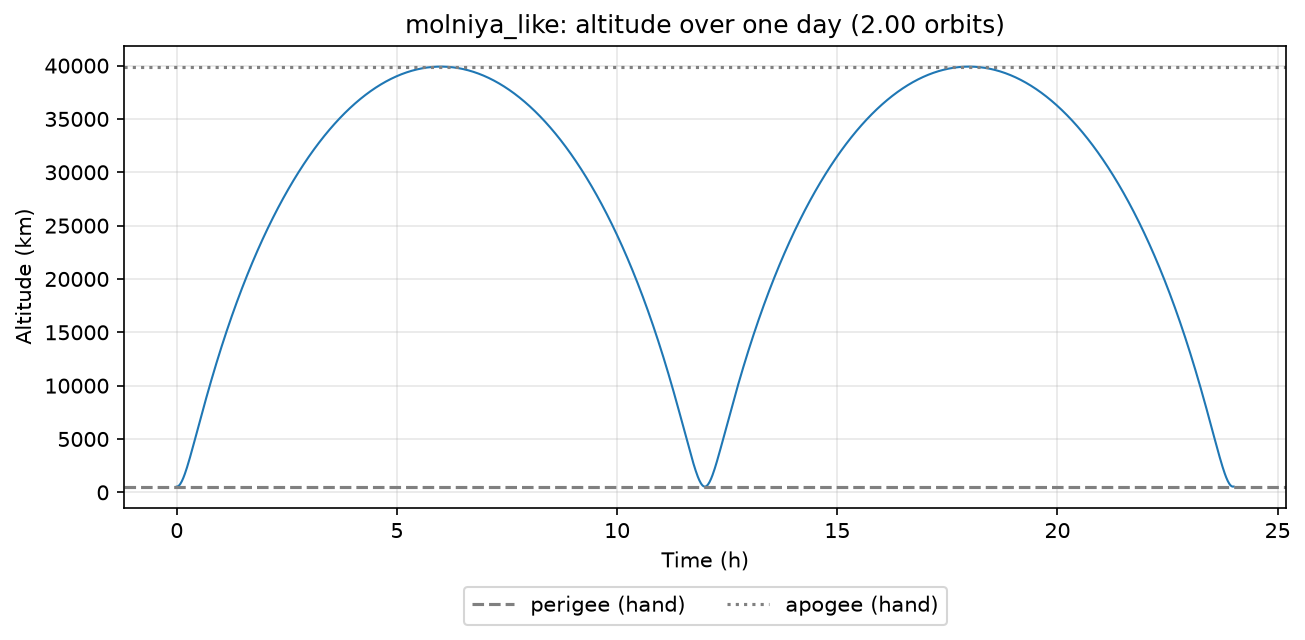 molniya_like: altitude over one day (2.00 orbits)
Altitude (km)
40000
35000
30000
25000
20000
15000
10000
5000
0
0 5 10 15 20 25
Time (h)
perigee (hand) apogee (hand)